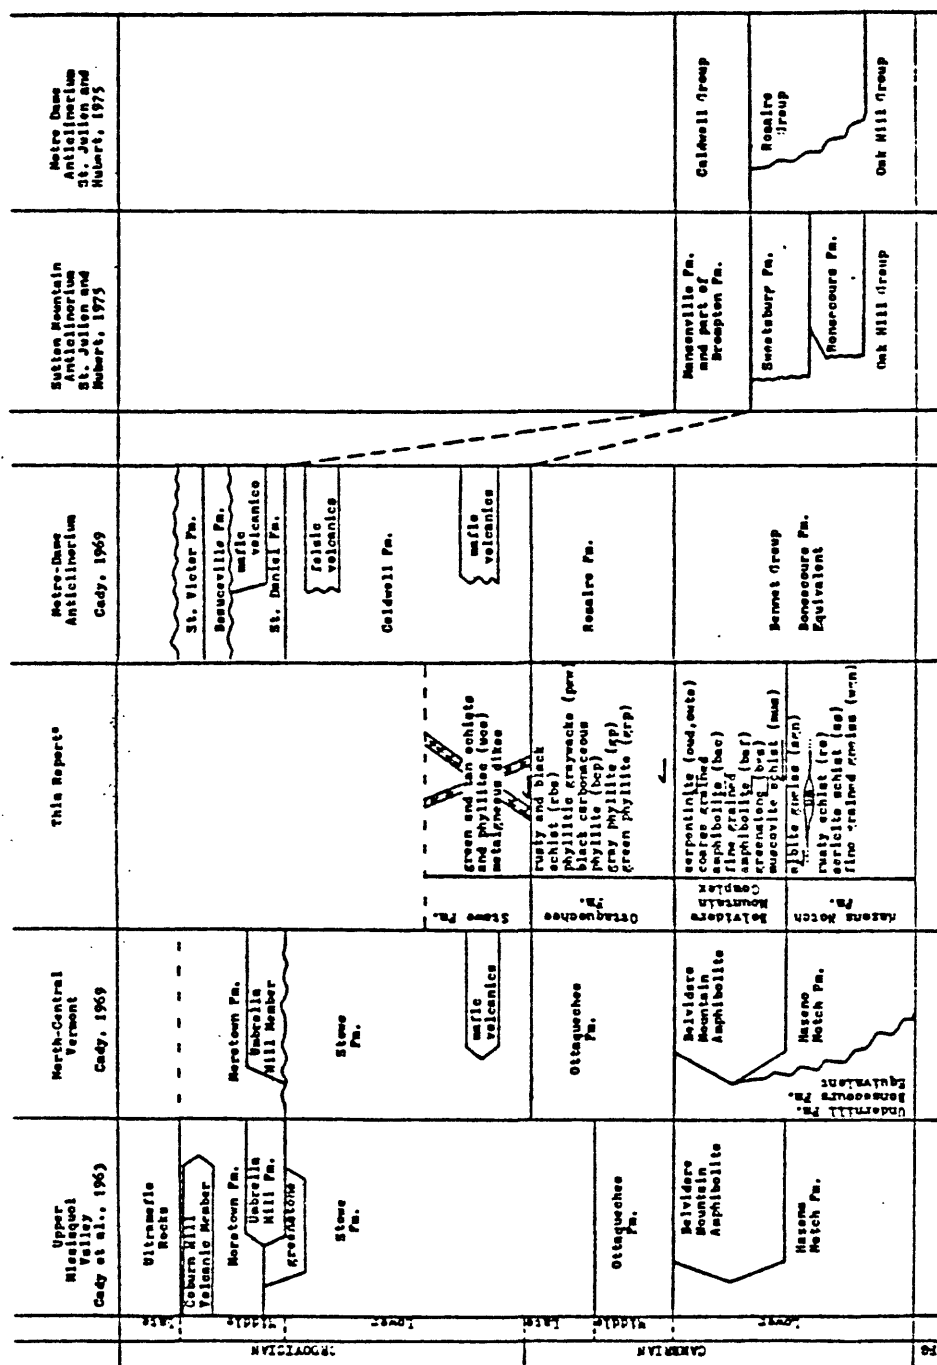 Upper
Missisquoi
Valley
Cady et al., 1963
North-Central
Vermont
Cady, 1969
This Report*
Notre-Dame
Anticlinorium
Cady, 1969
Sutton Mountain
Anticlinorium
St. Julien and
Hubert, 1975
Notre Dame
Anticlinorium
St. Julien and
Hubert, 1975
ORDOVICIAN
Late
Middle
Lower
CAMBRIAN
Late
Middle
Lower
Ultramafic
Rocks
Coburn Hill
Volcanic Member
Moretown Fm.
Umbrella
Hill Fm.
greenstone
Stowe
Fm.
Ottauquechee
Fm.
Belvidere
Mountain
Amphibolite
Hazens
Notch Fm.
Moretown Fm.
Umbrella
Hill Member
Stowe
Fm.
mafic
volcanics
Ottauquechee
Fm.
Belvidere
Mountain
Amphibolite
Hazens
Notch Fm.
Underhill Fm.
Bonsecours Fm.
Equivalent
Stowe Fm.
Ottauquechee
Fm.
Belvidere
Mountain
Complex
Hazens Notch
Fm.
green and tan schists
and phyllites (wcs)
metaigneous dikes
rusty and black
schist (rbs)
phyllitic graywacke (pgw)
black carbonaceous
phyllite (bcp)
gray phyllite (gp)
green phyllite (grp)
serpentinite (oud,outs)
coarse grained
amphibolite (bac)
fine grained
amphibolite (baf)
greenstone (bgs)
muscovite schist (mus)
albite gneiss (agn)
rusty schist (rs)
sericite schist (ss)
fine grained gneiss (wgn)
St. Victor Fm.
Beauceville Fm.
mafic
volcanics
St. Daniel Fm.
felsic
volcanics
Caldwell Fm.
mafic
volcanics
Rosaire Fm.
Bennet Group
Bonsecours Fm.
Equivalent
Mansonville Fm.
and part of
Brompton Fm.
Sweetsburg Fm.
Bonsecours Fm.
Oak Hill Group
Caldwell Group
Rosaire
Group
Oak Hill Group